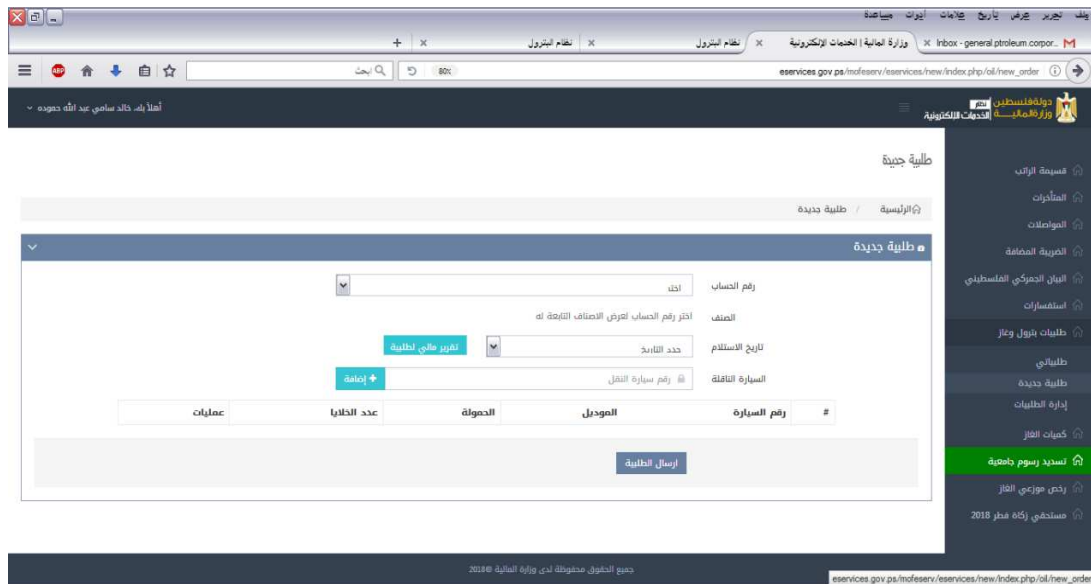 ملف تحرير عرض تأريخ علامات أدوات مساعدة
Inbox - general.ptroleum.corpor...
وزارة المالية | الخدمات الإلكترونية
نظام البترول
نظام البترول
eservices.gov.ps/mofeserv/eservices/new/index.php/oil/new_order
80%
ابحث
ABP
دولة فلسطين
وزارة المالية
الخدمات الإلكترونية
أهلاً بك، خالد سامي عبد الله حموده
قسيمة الراتب
المتأخرات
المواصلات
الضريبة المضافة
البيان الجمركي الفلسطيني
استفسارات
طلبيات بترول وغاز
طلبياتي
طلبية جديدة
إدارة الطلبيات
كميات الغاز
تسديد رسوم جامعية
رخص موزعي الغاز
مستحقي زكاة فطر 2018
طلبية جديدة
الرئيسية / طلبية جديدة
طلبية جديدة
رقم الحساب اختر
الصنف اختر رقم الحساب لعرض الاصناف التابعة له
تاريخ الاستلام حدد التاريخ تقرير مالي لطلبية
السيارة الناقلة رقم سيارة النقل + إضافة
# رقم السيارة الموديل الحمولة عدد الخلايا عمليات
ارسال الطلبية
جميع الحقوق محفوظة لدى وزارة المالية @2018
eservices.gov.ps/mofeserv/eservices/new/index.php/oil/new_order